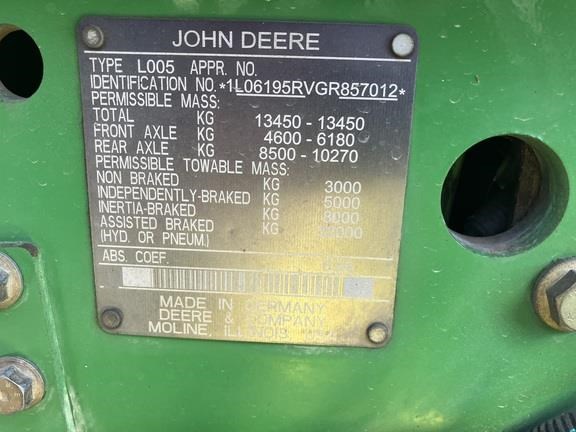 JOHN DEERE
TYPE L005 APPR. NO.
IDENTIFICATION NO. *1L06195RVGR857012*
PERMISSIBLE MASS:
TOTAL KG 13450 - 13450
FRONT AXLE KG 4600 - 6180
REAR AXLE KG 8500 - 10270
PERMISSIBLE TOWABLE MASS:
NON BRAKED KG 3000
INDEPENDENTLY-BRAKED KG 5000
INERTIA-BRAKED KG 8000
ASSISTED BRAKED KG
(HYD. OR PNEUM.)
ABS. COEF.
MADE IN GERMANY
DEERE & COMPANY
MOLINE, ILLINOIS